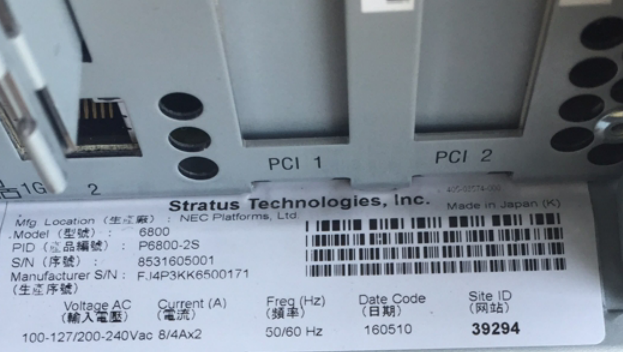 PCI 1
PCI 2
1G 2
Stratus Technologies, Inc.
Made in Japan (K)
Mfg. Location (生產廠) : NEC Platforms, Ltd.
Model (型號) : 6800
PID (產品編號) : P6800-2S
S/N (序號) : 8531605001
Manufacturer S/N : FJ4P3KK6500171
(生產序號)
Voltage AC Current (A) Freq (Hz) Date Code Site ID
(輸入電壓) (電流) (頻率) (日期) (网站)
100-127/200-240Vac 8/4Ax2 50/60 Hz 160510 39294